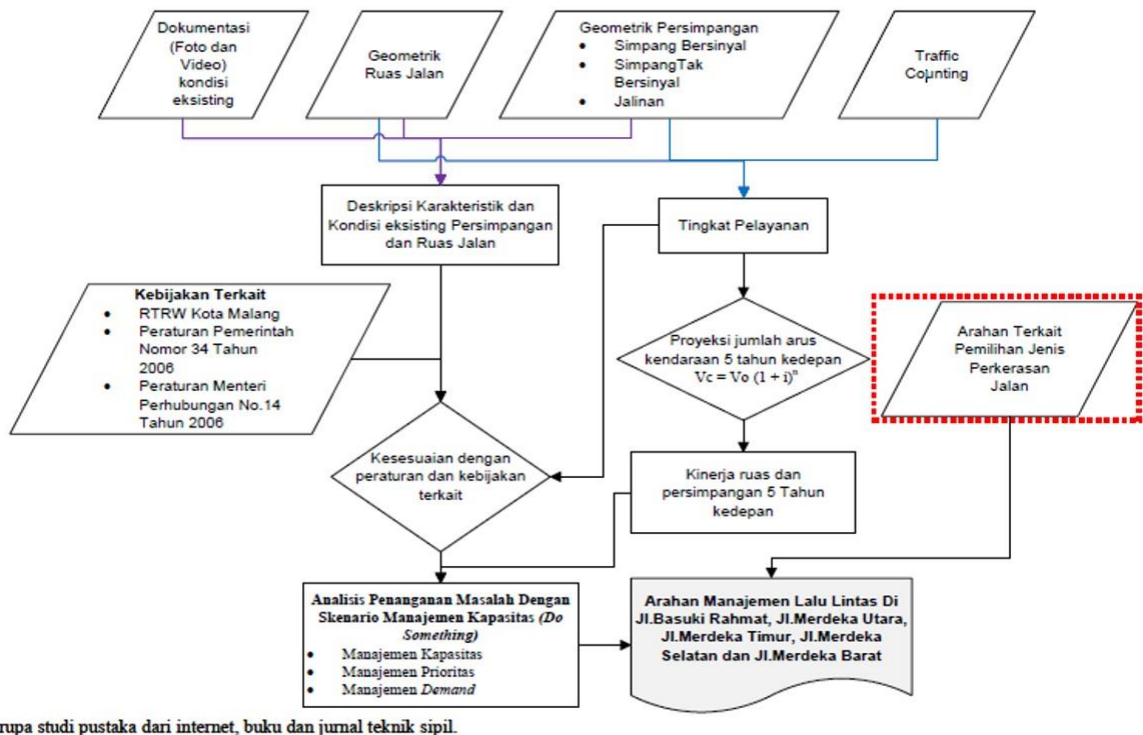 Dokumentasi
(Foto dan
Video)
kondisi
eksisting
Geometrik
Ruas Jalan
Geometrik Persimpangan
• Simpang Bersinyal
• SimpangTak
Bersinyal
• Jalinan
Traffic
Counting
Deskripsi Karakteristik dan
Kondisi eksisting Persimpangan
dan Ruas Jalan
Tingkat Pelayanan
Kebijakan Terkait
• RTRW Kota Malang
• Peraturan Pemerintah
Nomor 34 Tahun
2006
• Peraturan Menteri
Perhubungan No.14
Tahun 2006
Proyeksi jumlah arus
kendaraan 5 tahun kedepan
Vc = Vo (1 + i)ⁿ
Arahan Terkait
Pemilihan Jenis
Perkerasan
Jalan
Kesesuaian dengan
peraturan dan kebijakan
terkait
Kinerja ruas dan
persimpangan 5 Tahun
kedepan
Analisis Penanganan Masalah Dengan
Skenario Manajemen Kapasitas (Do
Something)
• Manajemen Kapasitas
• Manajemen Prioritas
• Manajemen Demand
Arahan Manajemen Lalu Lintas Di
Jl.Basuki Rahmat, Jl.Merdeka Utara,
Jl.Merdeka Timur, Jl.Merdeka
Selatan dan Jl.Merdeka Barat
rupa studi pustaka dari internet, buku dan jurnal teknik sipil.